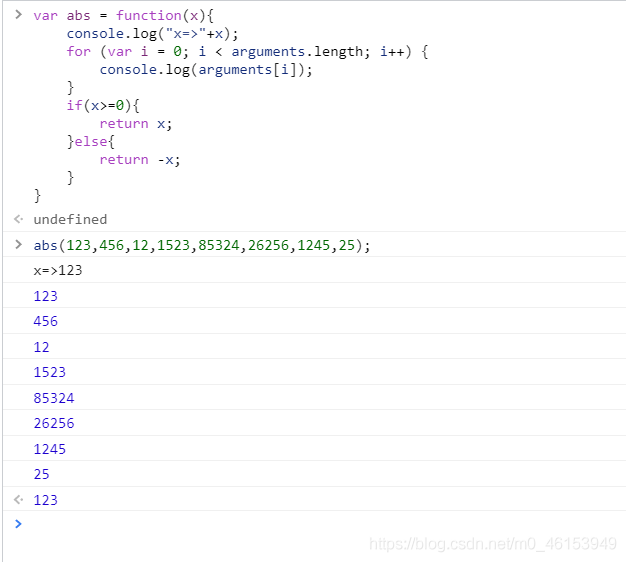 > var abs = function(x){
console.log("x=>"+x);
for (var i = 0; i < arguments.length; i++) {
console.log(arguments[i]);
}
if(x>=0){
return x;
}else{
return -x;
}
}
undefined
> abs(123,456,12,1523,85324,26256,1245,25);
x=>123
123
456
12
1523
85324
26256
1245
25
123
>
https://blog.csdn.net/m0_46153949